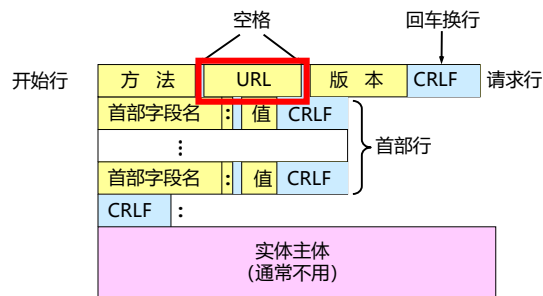 空格 回车换行
开始行 方 法 URL 版 本 CRLF 请求行
首部字段名 : 值 CRLF
⋮ 首部行
首部字段名 : 值 CRLF
CRLF :
实体主体
(通常不用)